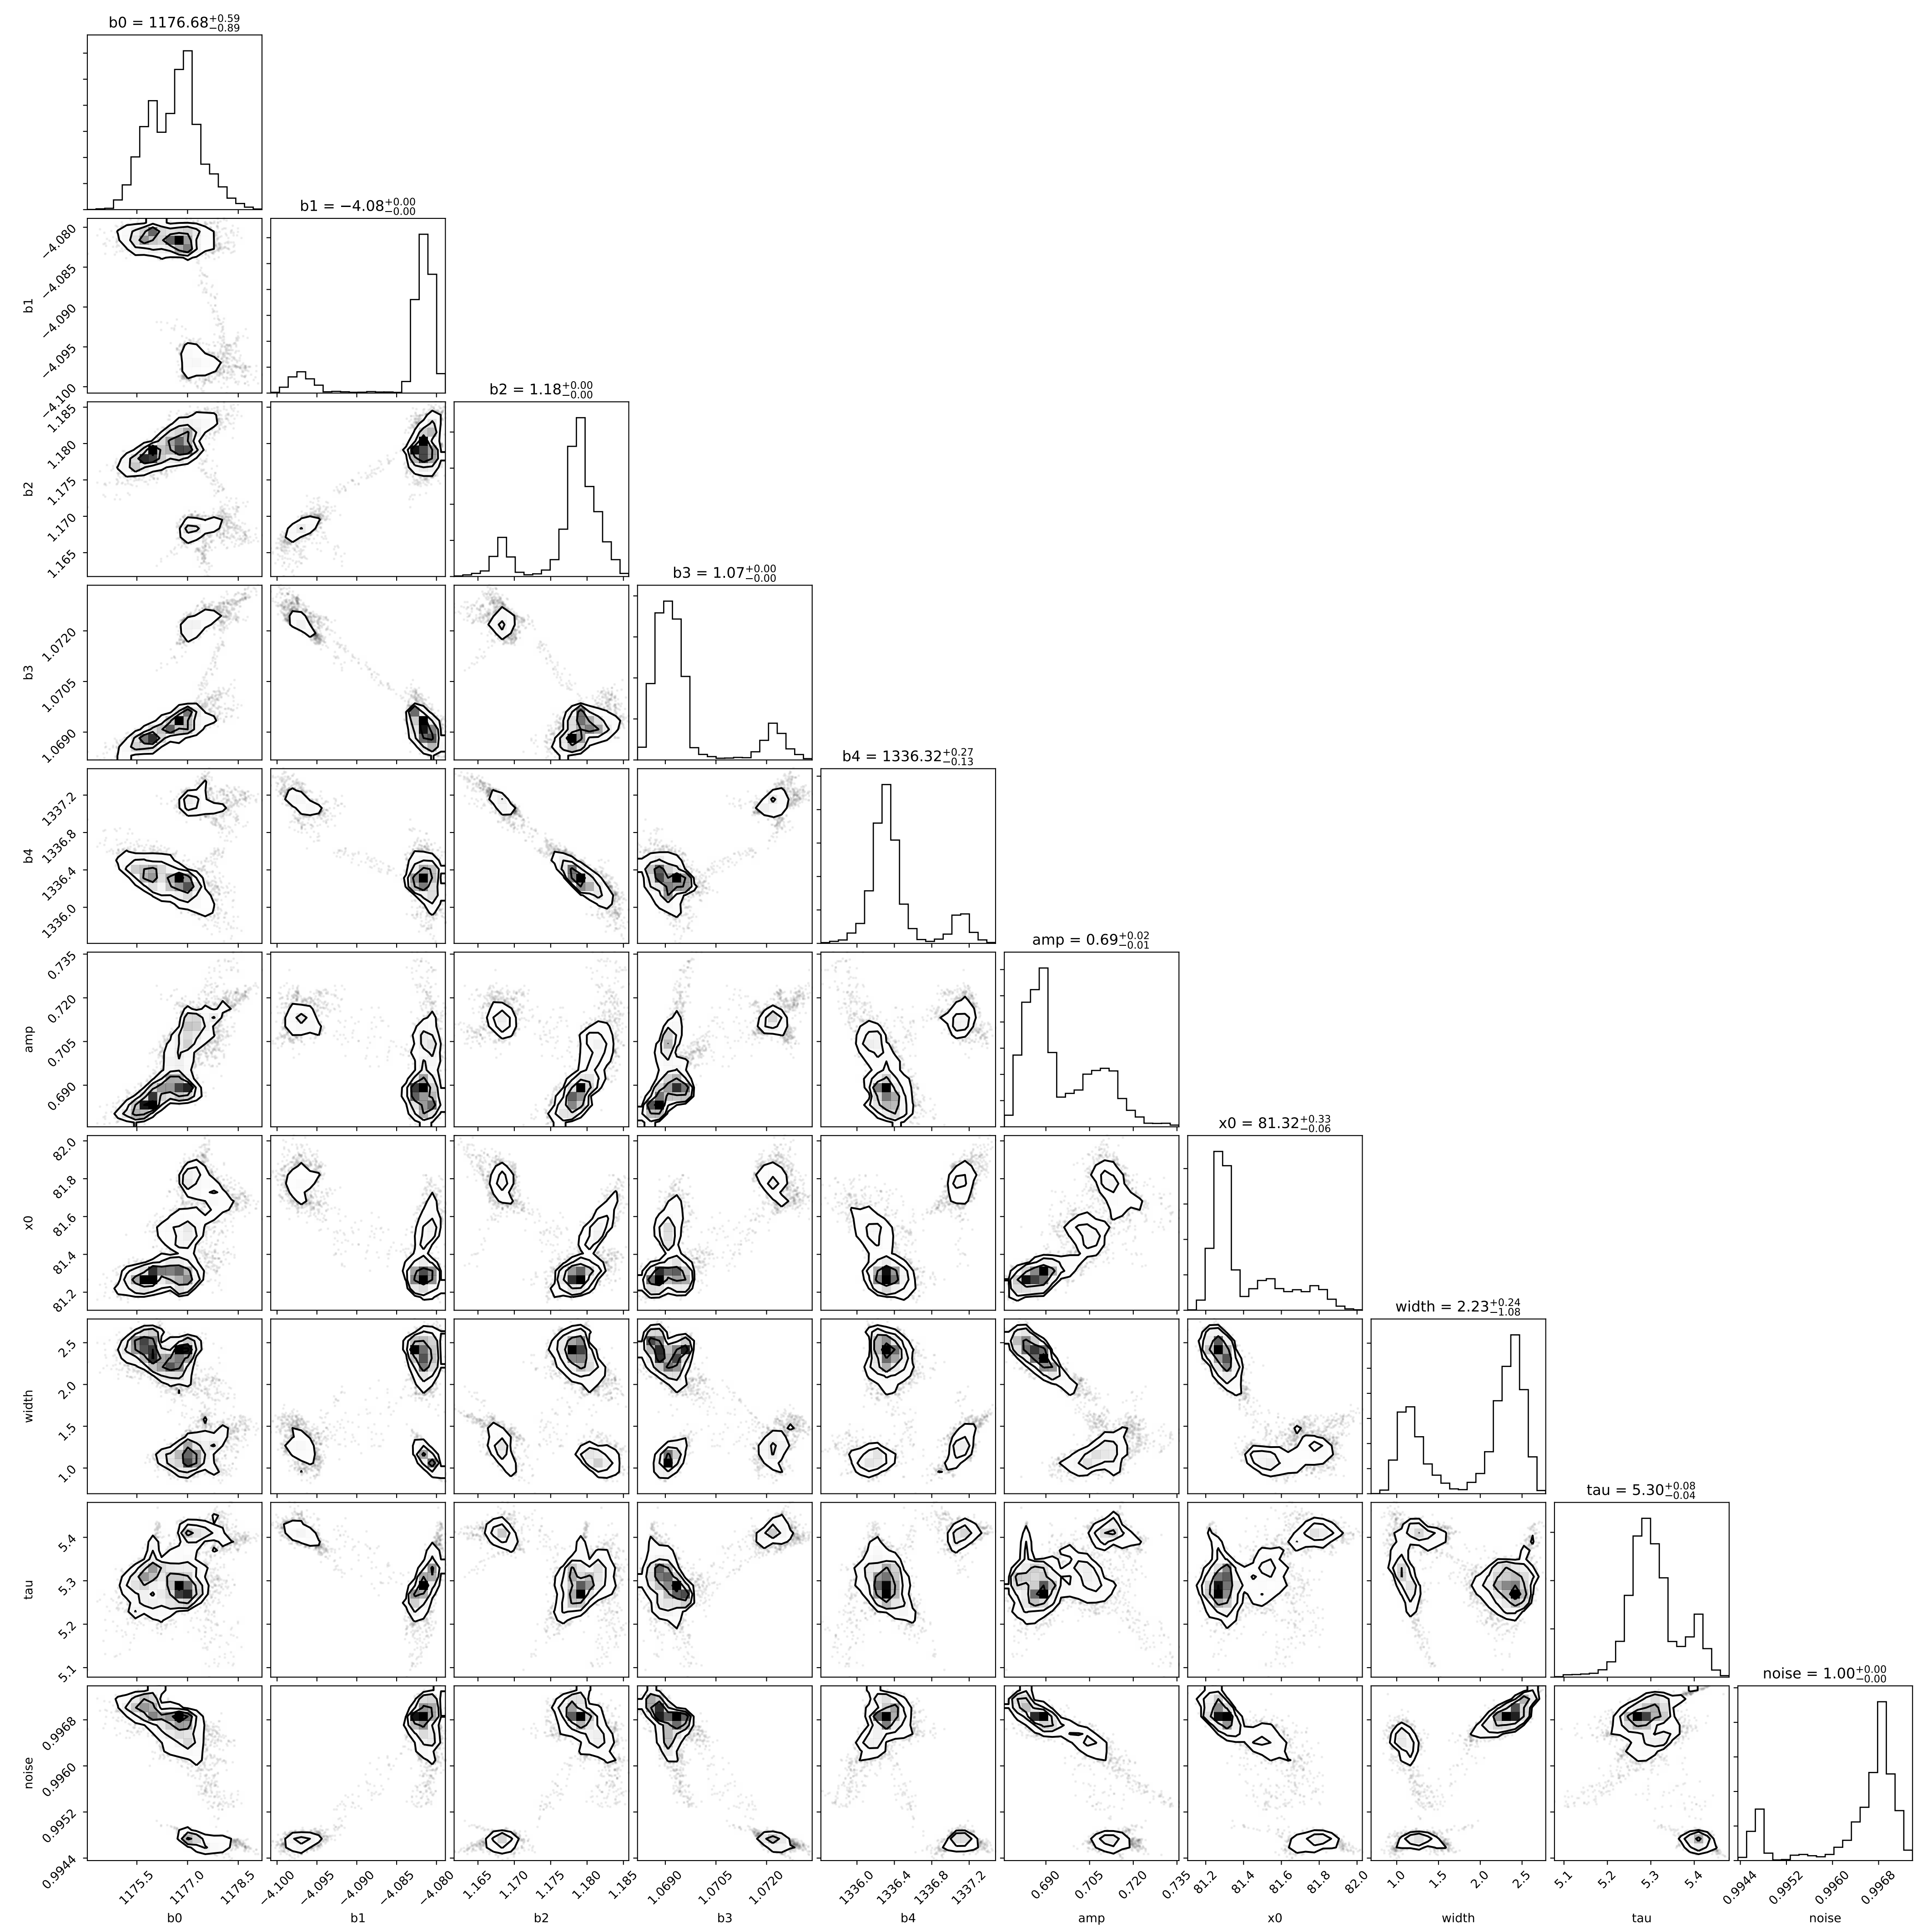 b0 = 1176.68+0.59−0.89
b1 = −4.08+0.00−0.00
b2 = 1.18+0.00−0.00
b3 = 1.07+0.00−0.00
b4 = 1336.32+0.27−0.13
amp = 0.69+0.02−0.01
x0 = 81.32+0.33−0.06
width = 2.23+0.24−1.08
tau = 5.30+0.08−0.04
noise = 1.00+0.00−0.00
b1
−4.080
−4.085
−4.090
−4.095
−4.100
b2
1.185
1.180
1.175
1.170
1.165
b3
1.0720
1.0705
1.0690
b4
1337.2
1336.8
1336.4
1336.0
amp
0.735
0.720
0.705
0.690
x0
82.0
81.8
81.6
81.4
81.2
width
2.5
2.0
1.5
1.0
tau
5.4
5.3
5.2
5.1
noise
0.9968
0.9960
0.9952
0.9944
1175.5 1177.0 1178.5 −4.100 −4.095 −4.090 −4.085 −4.080 1.165 1.170 1.175 1.180 1.185 1.0690 1.0705 1.0720 1336.0 1336.4 1336.8 1337.2 0.690 0.705 0.720 0.735 81.2 81.4 81.6 81.8 82.0 1.0 1.5 2.0 2.5 5.1 5.2 5.3 5.4 0.9944 0.9952 0.9960 0.9968
b0 b1 b2 b3 b4 amp x0 width tau noise